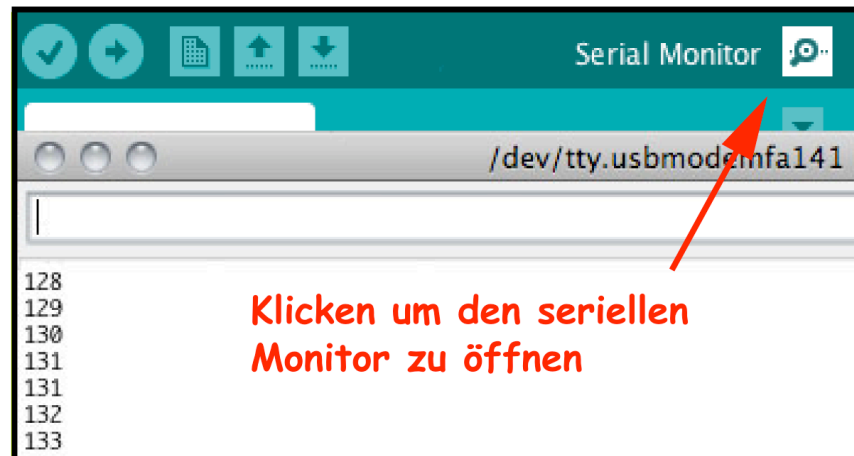 Serial Monitor
/dev/tty.usbmodemfa141
128
129
130
131
131
132
133
Klicken um den seriellen
Monitor zu öffnen